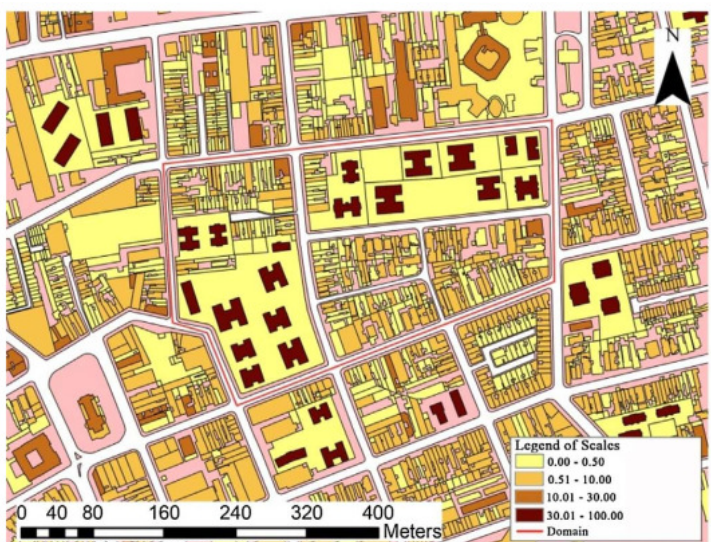 N
Legend of Scales
0.00 - 0.50
0.51 - 10.00
10.01 - 30.00
30.01 - 100.00
Domain
0 40 80 160 240 320 400
Meters